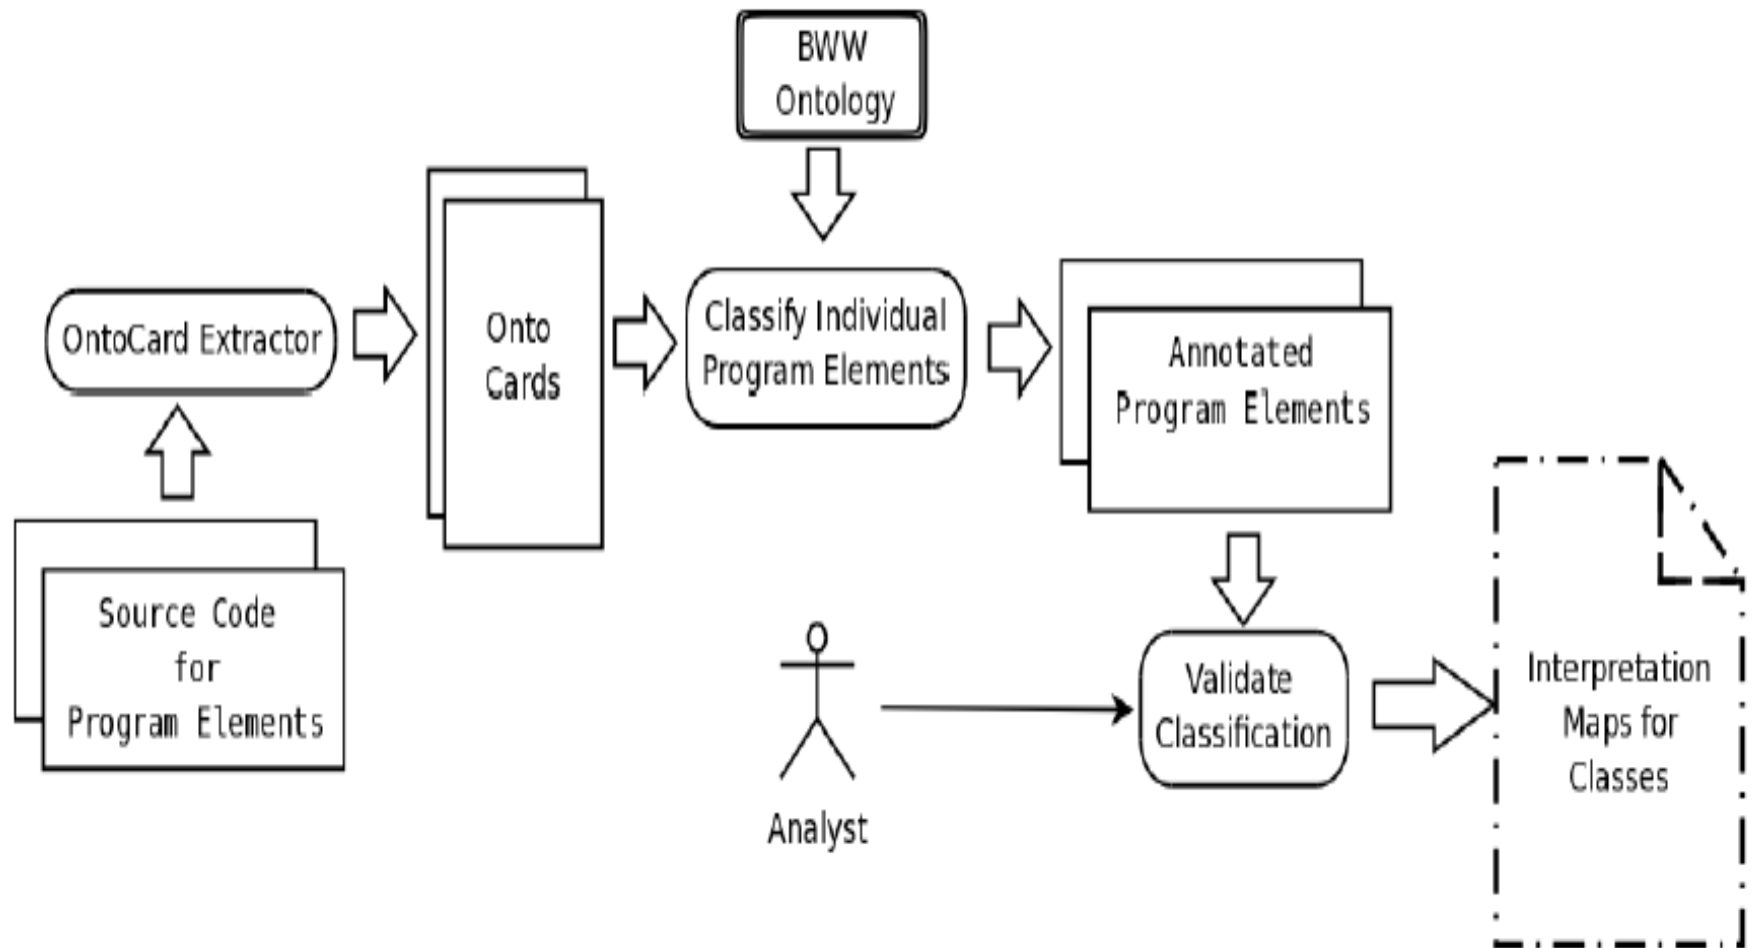 BWW
Ontology
OntoCard Extractor
Onto
Cards
Classify Individual
Program Elements
Annotated
Program Elements
Source Code
for
Program Elements
Analyst
Validate
Classification
Interpretation
Maps for
Classes